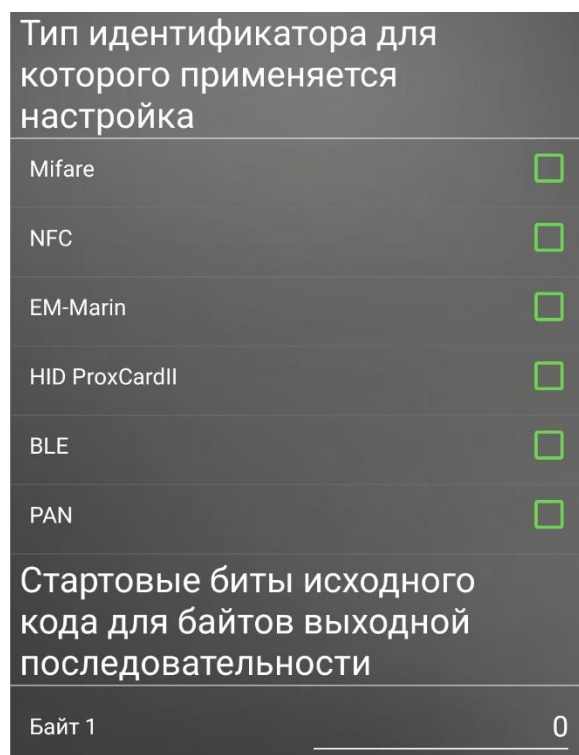 Тип идентификатора для
которого применяется
настройка
Mifare
NFC
EM-Marin
HID ProxCardII
BLE
PAN
Стартовые биты исходного
кода для байтов выходной
последовательности
Байт 1 0